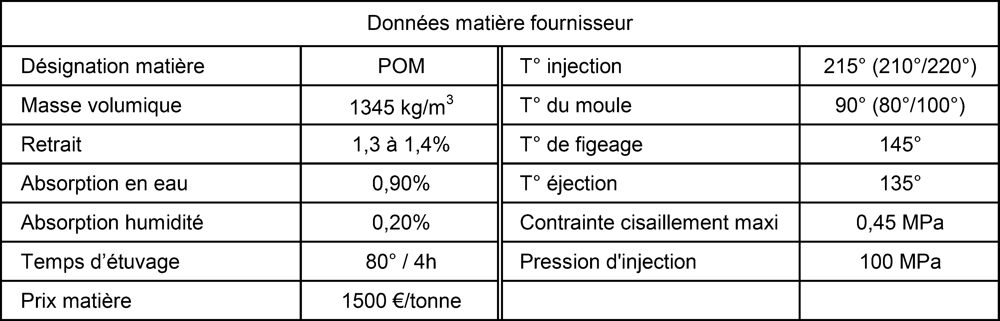 Données matière fournisseur
Désignation matière POM T° injection 215° (210°/220°)
Masse volumique 1345 kg/m³ T° du moule 90° (80°/100°)
Retrait 1,3 à 1,4% T° de figeage 145°
Absorption en eau 0,90% T° éjection 135°
Absorption humidité 0,20% Contrainte cisaillement maxi 0,45 MPa
Temps d’étuvage 80° / 4h Pression d'injection 100 MPa
Prix matière 1500 €/tonne